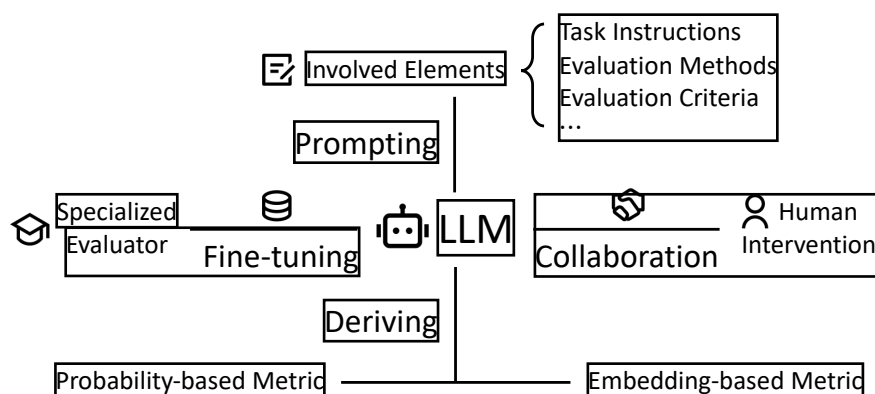 Task Instructions
Involved Elements
Evaluation Methods
Evaluation Criteria
...
Prompting
Specialized
Evaluator
Fine-tuning
LLM
Collaboration
Human
Intervention
Deriving
Probability-based Metric
Embedding-based Metric